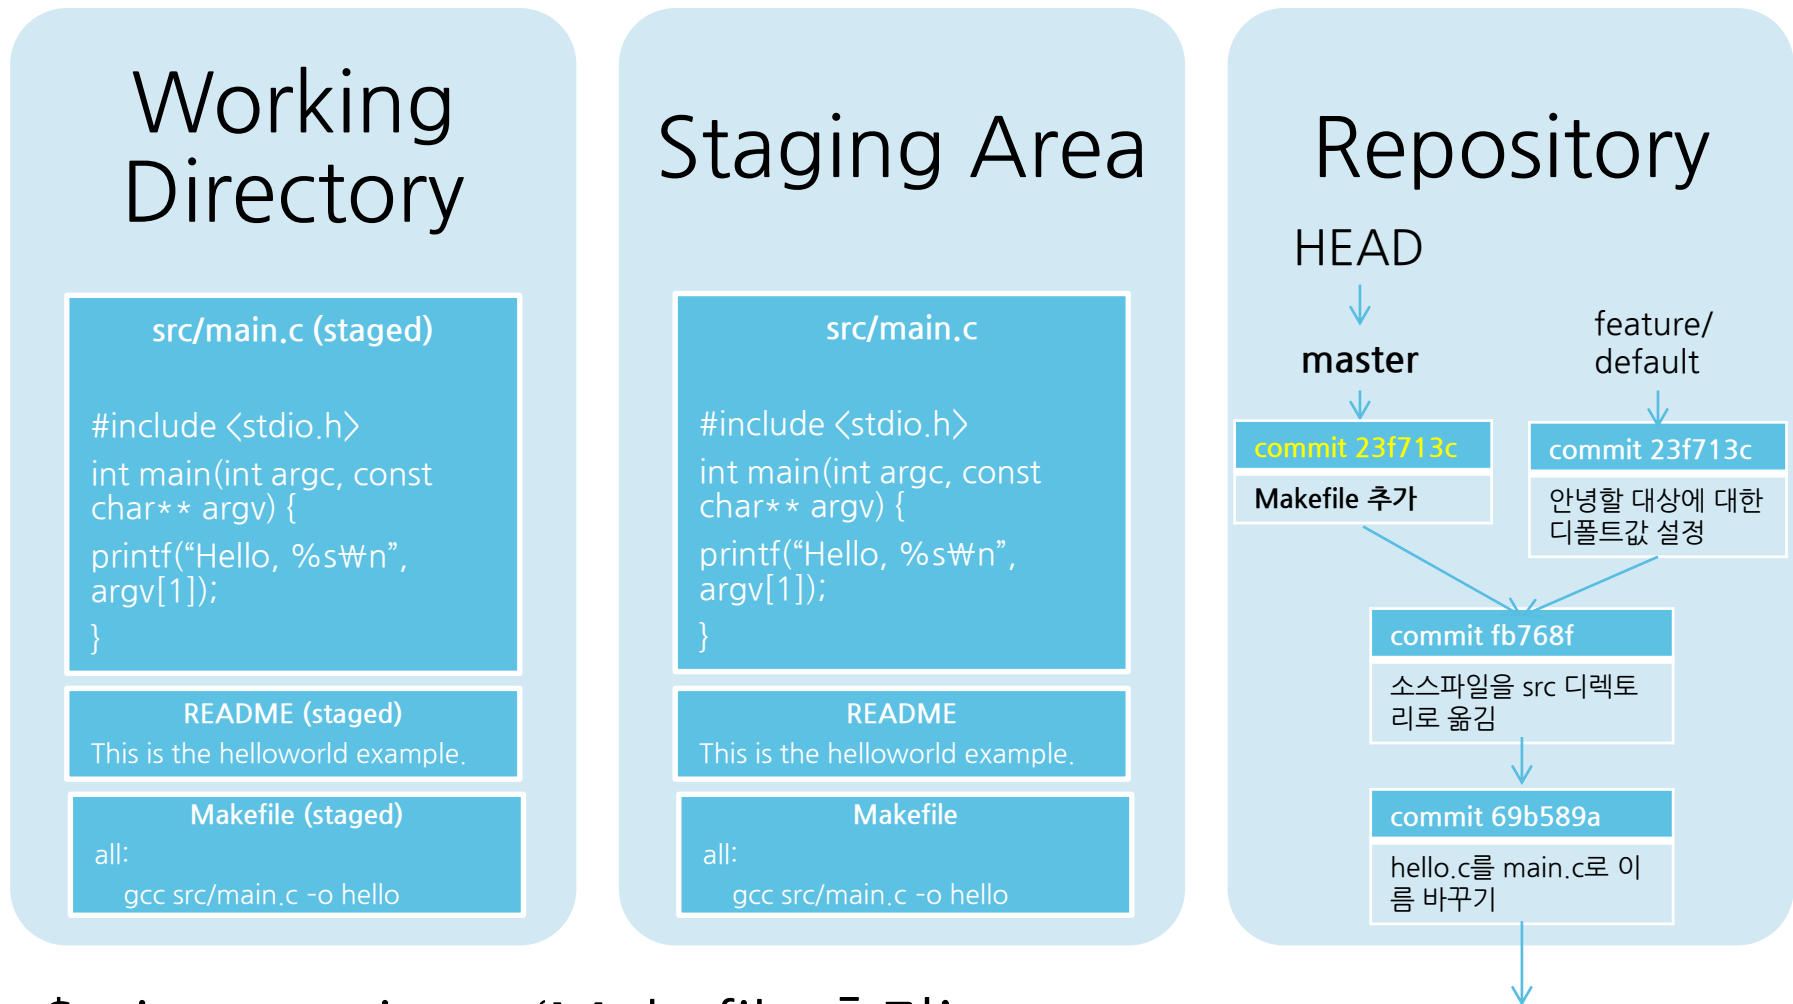 Working
Directory
src/main.c (staged)
#include <stdio.h>
int main(int argc, const
char** argv) {
printf(“Hello, %s₩n”,
argv[1]);
}
README (staged)
This is the helloworld example.
Makefile (staged)
all:
gcc src/main.c -o hello
Staging Area
src/main.c
#include <stdio.h>
int main(int argc, const
char** argv) {
printf(“Hello, %s₩n”,
argv[1]);
}
README
This is the helloworld example.
Makefile
all:
gcc src/main.c -o hello
Repository
HEAD
master
feature/
default
commit 23f713c
Makefile 추가
commit 23f713c
안녕할 대상에 대한
디폴트값 설정
commit fb768f
소스파일을 src 디렉토
리로 옮김
commit 69b589a
hello.c를 main.c로 이
름 바꾸기